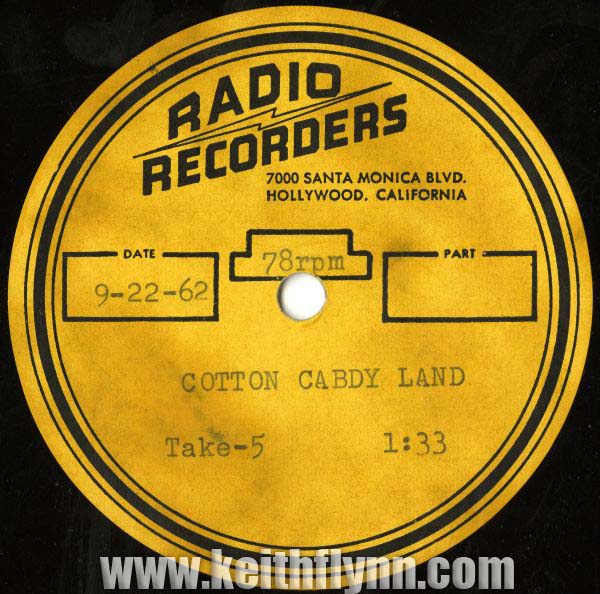 RADIO
RECORDERS
7000 SANTA MONICA BLVD.
HOLLYWOOD, CALIFORNIA
DATE
9-22-62
78rpm
PART
COTTON CABDY LAND
Take-5 1:33
www.keithflynn.com